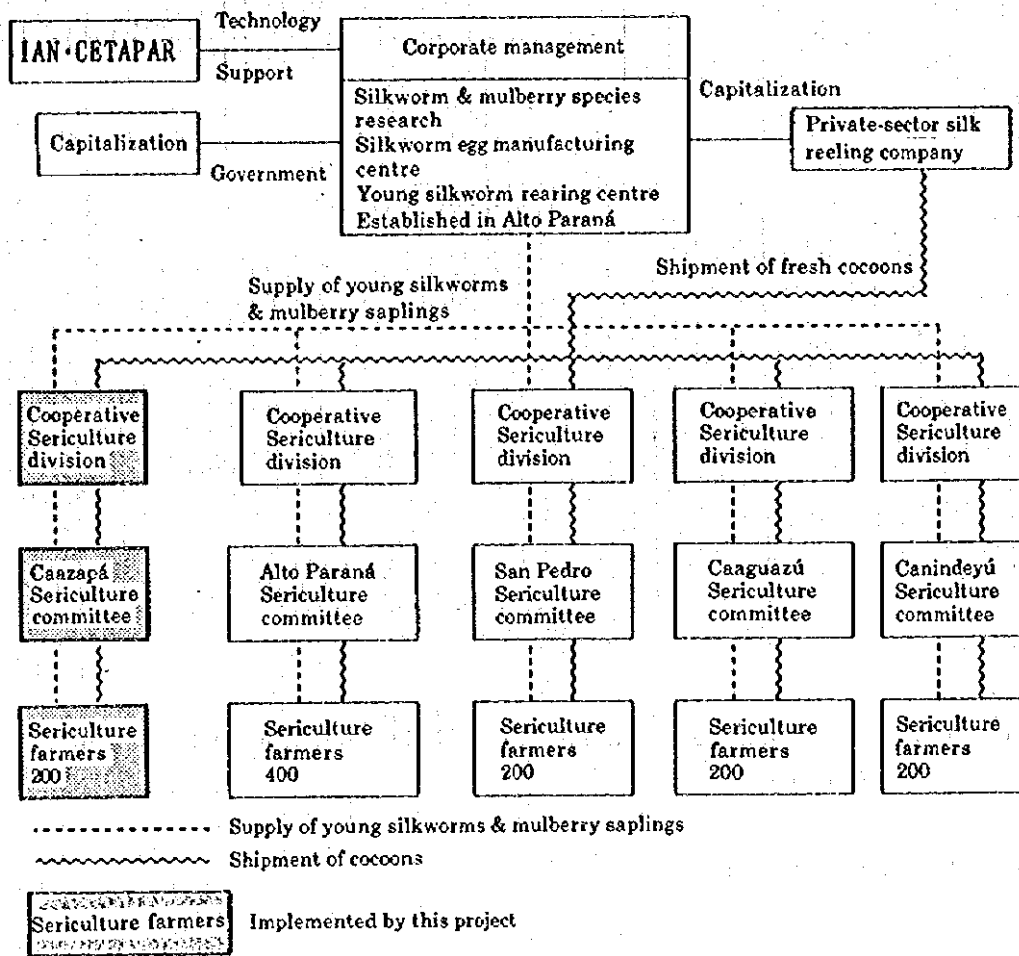 IAN・CETAPAR
Technology
Support
Corporate management
Silkworm & mulberry species
research
Silkworm egg manufacturing
centre
Young silkworm rearing centre
Established in Alto Paraná
Capitalization
Government
Capitalization
Private-sector silk
reeling company
Shipment of fresh cocoons
Supply of young silkworms
& mulberry saplings
Cooperative
Sericulture
division
Cooperative
Sericulture
division
Cooperative
Sericulture
division
Cooperative
Sericulture
division
Cooperative
Sericulture
division
Caazapá
Sericulture
committee
Alto Paraná
Sericulture
committee
San Pedro
Sericulture
committee
Caaguazú
Sericulture
committee
Canindeyú
Sericulture
committee
Sericulture
farmers
200
Sericulture
farmers
400
Sericulture
farmers
200
Sericulture
farmers
200
Sericulture
farmers
200
Supply of young silkworms & mulberry saplings
Shipment of cocoons
Sericulture farmers
Implemented by this project